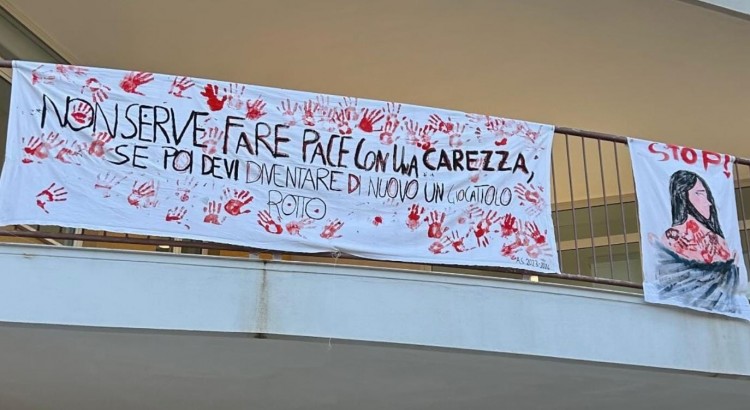 NON SERVE FARE PACE CON UNA CAREZZA,
SE POI DEVI DIVENTARE DI NUOVO UN GIOCATTOLO
ROTTO
STOP!